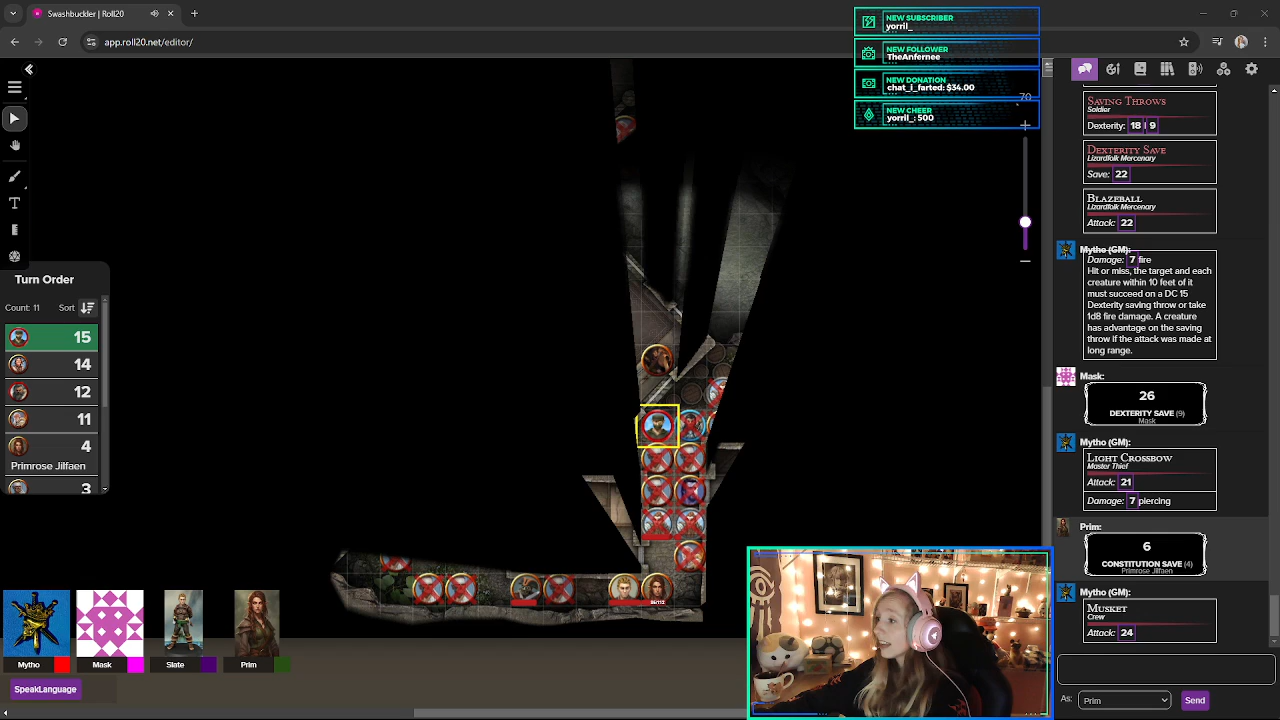 Swaddled | Roll20
app.roll20.net/editor/
NEW SUBSCRIBER
yorril_
NEW FOLLOWER
TheAnfernee
NEW DONATION
chat_i_farted: $34.00
NEW CHEER
yorril_: 500
70
Turn Order
Count: 11 Sort
15
14
12
11
4
Primrose Jilfaen
3
Mytho
Mask
Slate
Prim
SpeakLanguage
SAVING THROWS
Soldier
Dexterity: 18 | 9
DEXTERITY SAVE
Lizardfolk Mercenary
Save: 22
BLAZEBALL
Lizardfolk Mercenary
Attack: 22
Mytho (GM):
Damage: 7 fire
Hit or miss, the target and each
creature within 10 feet of it
must succeed on a DC 15
Dexterity saving throw or take
1d8 fire damage. A creature
has advantage on the saving
throw if the attack was made at
long range.
Mask:
26
DEXTERITY SAVE (9)
Mask
Mytho (GM):
LIGHT CROSSBOW
Master Thief
Attack: 21
Damage: 7 piercing
Prim:
6
CONSTITUTION SAVE (4)
Primrose Jilfaen
Mytho (GM):
MUSKET
Crew
Attack: 24
As: Prim
Send